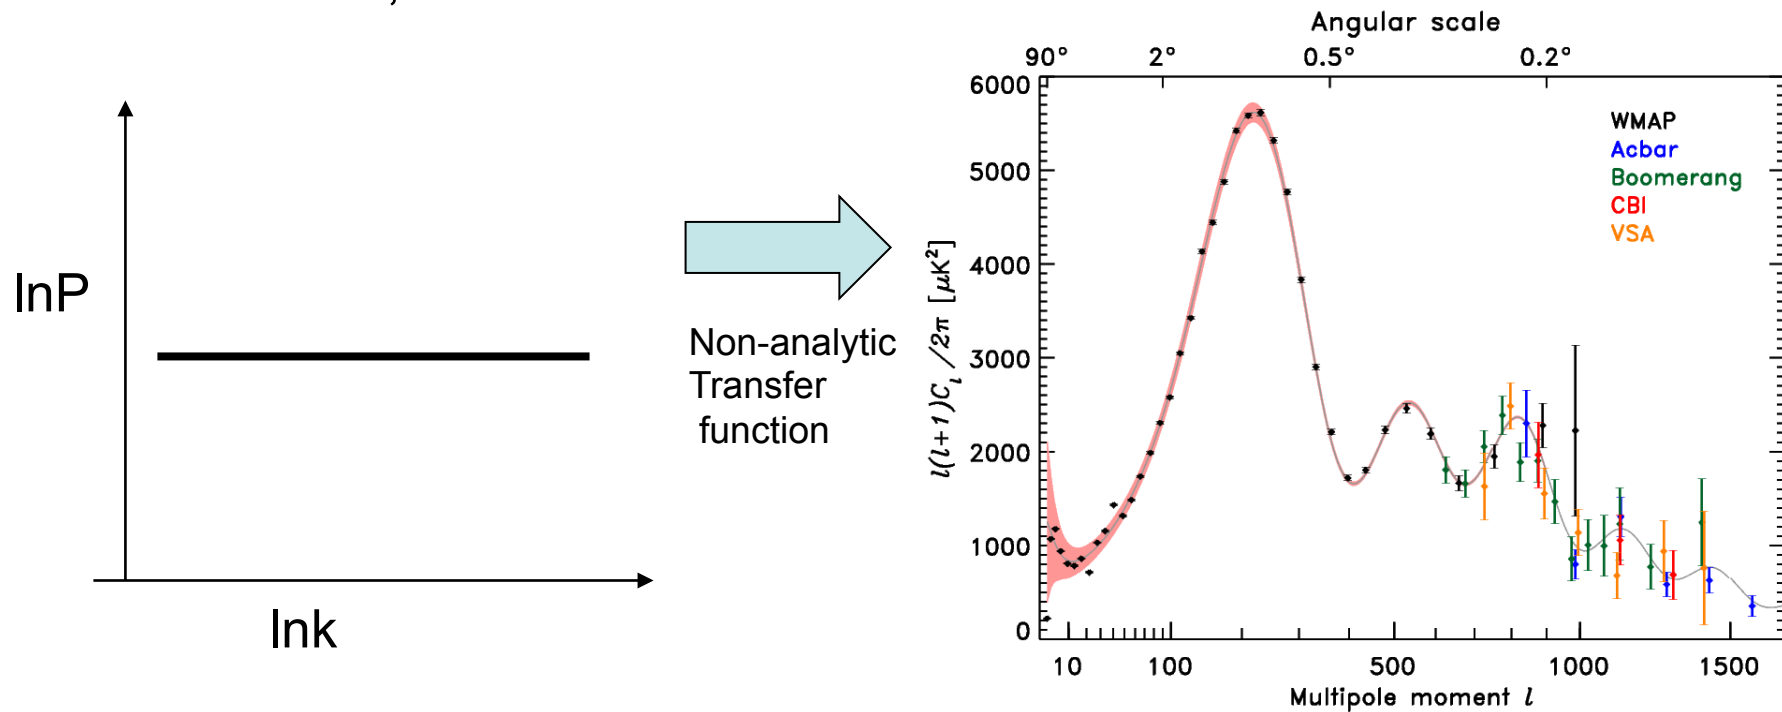 ,
lnP
lnk
Non-analytic
Transfer
function
Angular scale
90° 2° 0.5° 0.2°
6000
5000
4000
3000
2000
1000
0
l(l+1)C_l/2π [μK²]
WMAP
Acbar
Boomerang
CBI
VSA
10 100 500 1000 1500
Multipole moment l